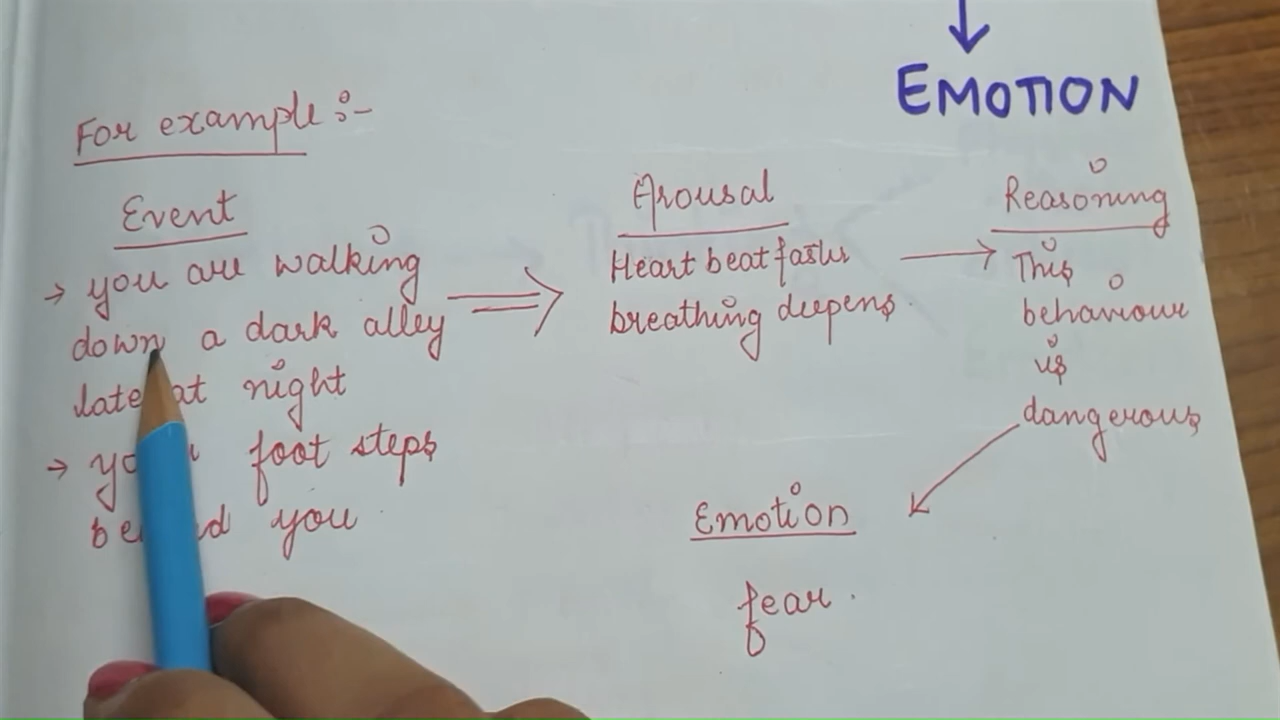 EMOTION
For example :-
Event
→ you are walking
down a dark alley
late at night
→ foot steps
you
Arousal
Heart beat faster
breathing deepens
Reasoning
This
behaviour
is
dangerous
Emotion
fear.